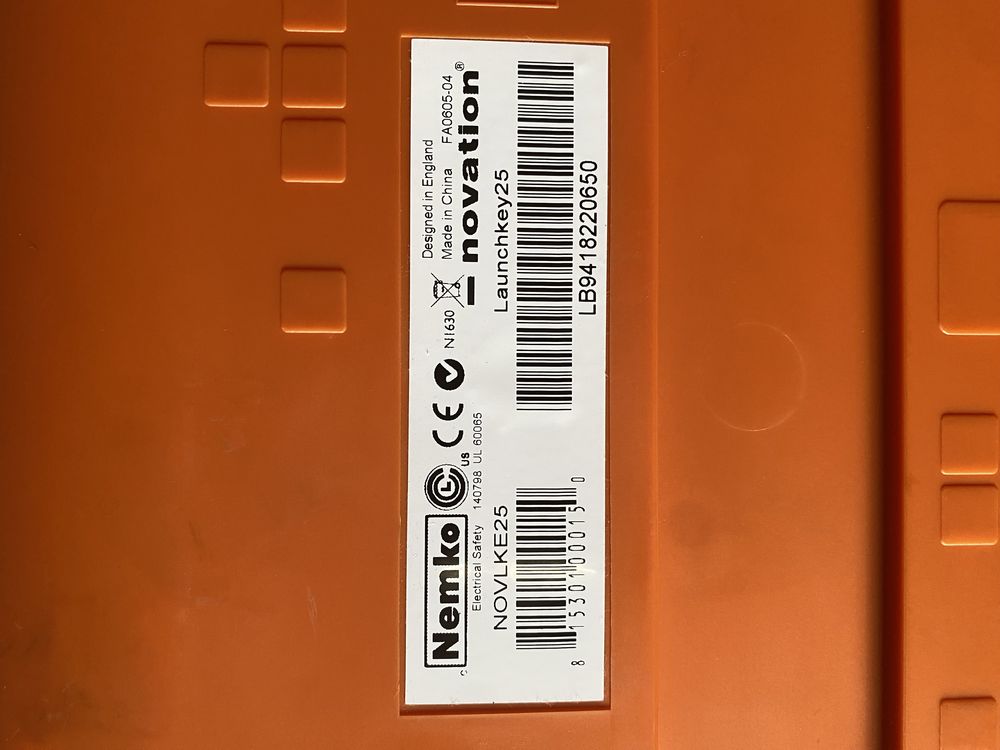 Designed in England
Made in China FA0605-04
novation®
Nemko
CL
US
CE
N1630
Electrical Safety 140798 UL 60065
NOVLKE25
Launchkey25
8 15301 00015 0
LB9418220650